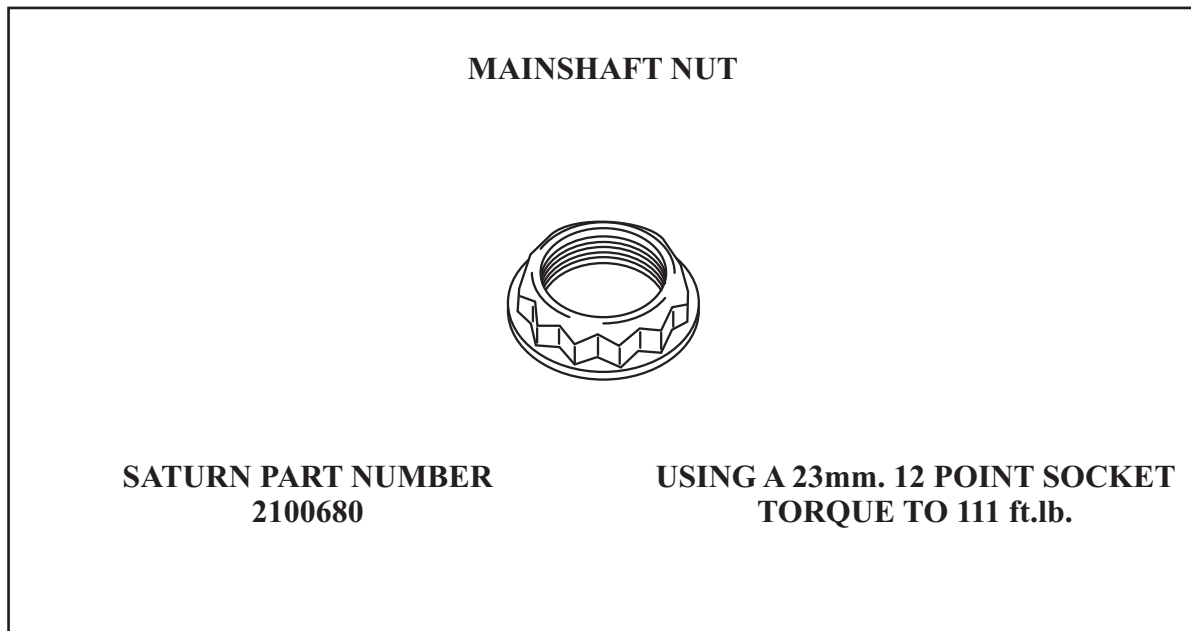 MAINSHAFT NUT
SATURN PART NUMBER
2100680
USING A 23mm. 12 POINT SOCKET
TORQUE TO 111 ft.lb.